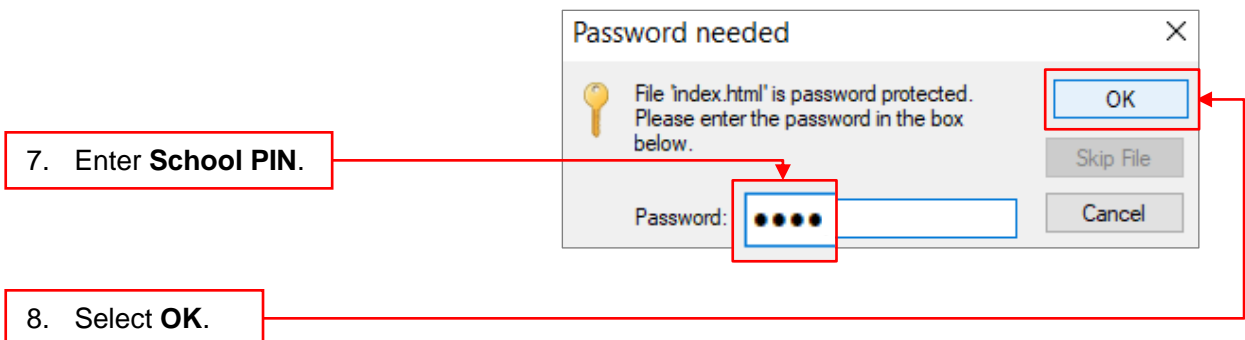 Password needed
File 'index.html' is password protected.
Please enter the password in the box
below.
OK
Skip File
7. Enter School PIN.
Password: ●●●●
Cancel
8. Select OK.